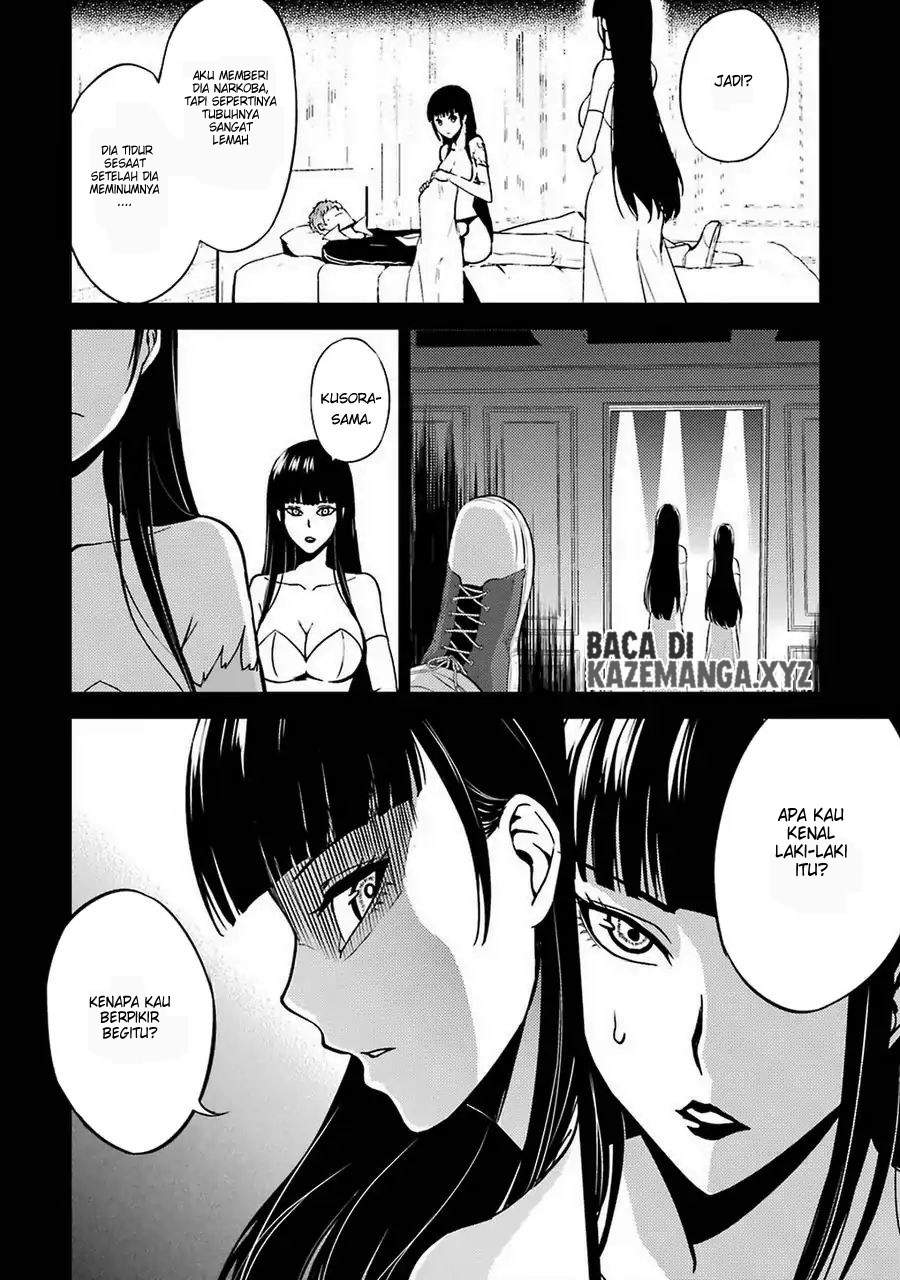 JADI?
AKU MEMBERI
DIA NARKOBA,
TAPI SEPERTINYA
TUBUHNYA
SANGAT
LEMAH
DIA TIDUR
SESAAT
SETELAH DIA
MEMINUMNYA
....
BACA DI
KAZEMANGA.XYZ
KUSORA-
SAMA.
APA KAU
KENAL
LAKI-LAKI
ITU?
KENAPA KAU
BERPIKIR
BEGITU?